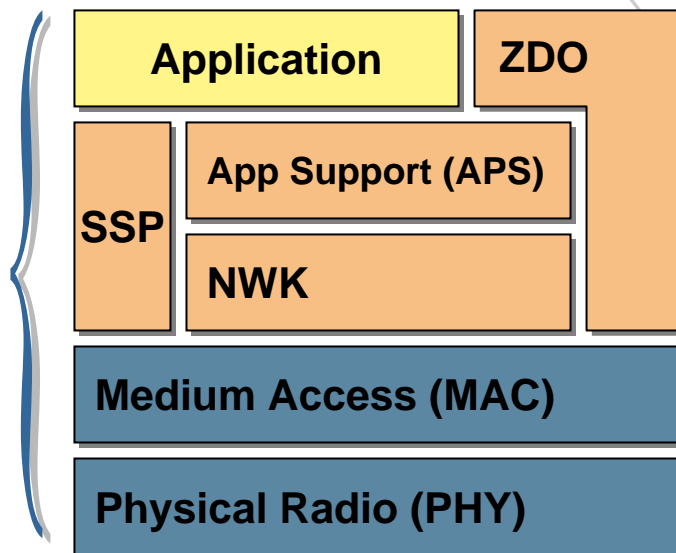 Application
ZDO
App Support (APS)
SSP
NWK
Medium Access (MAC)
Physical Radio (PHY)